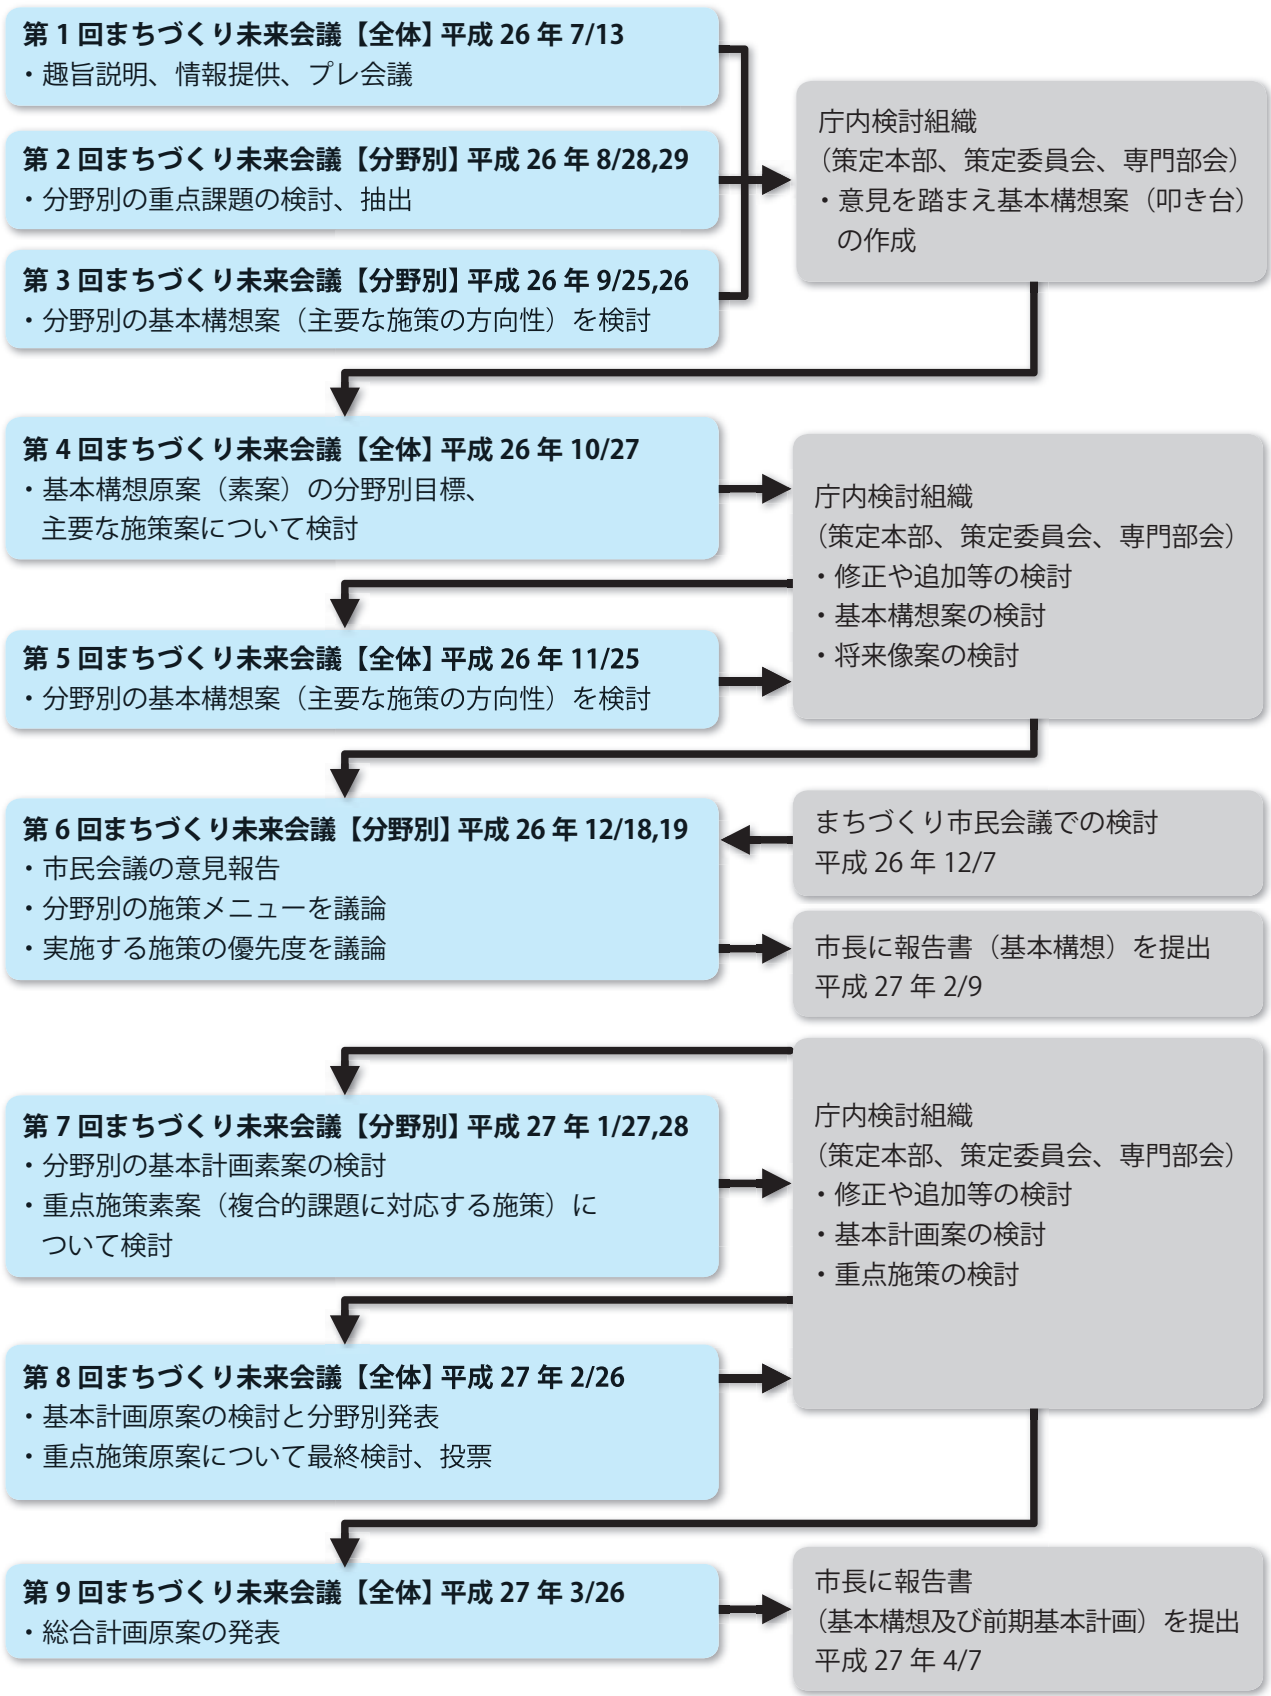 第 1 回まちづくり未来会議【全体】平成 26 年 7/13
・趣旨説明、情報提供、プレ会議
第 2 回まちづくり未来会議【分野別】平成 26 年 8/28,29
・分野別の重点課題の検討、抽出
第 3 回まちづくり未来会議【分野別】平成 26 年 9/25,26
・分野別の基本構想案（主要な施策の方向性）を検討
庁内検討組織
（策定本部、策定委員会、専門部会）
・意見を踏まえ基本構想案（叩き台）
の作成
第 4 回まちづくり未来会議【全体】平成 26 年 10/27
・基本構想原案（素案）の分野別目標、
主要な施策案について検討
庁内検討組織
（策定本部、策定委員会、専門部会）
・修正や追加等の検討
・基本構想案の検討
・将来像案の検討
第 5 回まちづくり未来会議【全体】平成 26 年 11/25
・分野別の基本構想案（主要な施策の方向性）を検討
第 6 回まちづくり未来会議【分野別】平成 26 年 12/18,19
・市民会議の意見報告
・分野別の施策メニューを議論
・実施する施策の優先度を議論
まちづくり市民会議での検討
平成 26 年 12/7
市長に報告書（基本構想）を提出
平成 27 年 2/9
第 7 回まちづくり未来会議【分野別】平成 27 年 1/27,28
・分野別の基本計画素案の検討
・重点施策素案（複合的課題に対応する施策）に
ついて検討
庁内検討組織
（策定本部、策定委員会、専門部会）
・修正や追加等の検討
・基本計画案の検討
・重点施策の検討
第 8 回まちづくり未来会議【全体】平成 27 年 2/26
・基本計画原案の検討と分野別発表
・重点施策原案について最終検討、投票
第 9 回まちづくり未来会議【全体】平成 27 年 3/26
・総合計画原案の発表
市長に報告書
（基本構想及び前期基本計画）を提出
平成 27 年 4/7